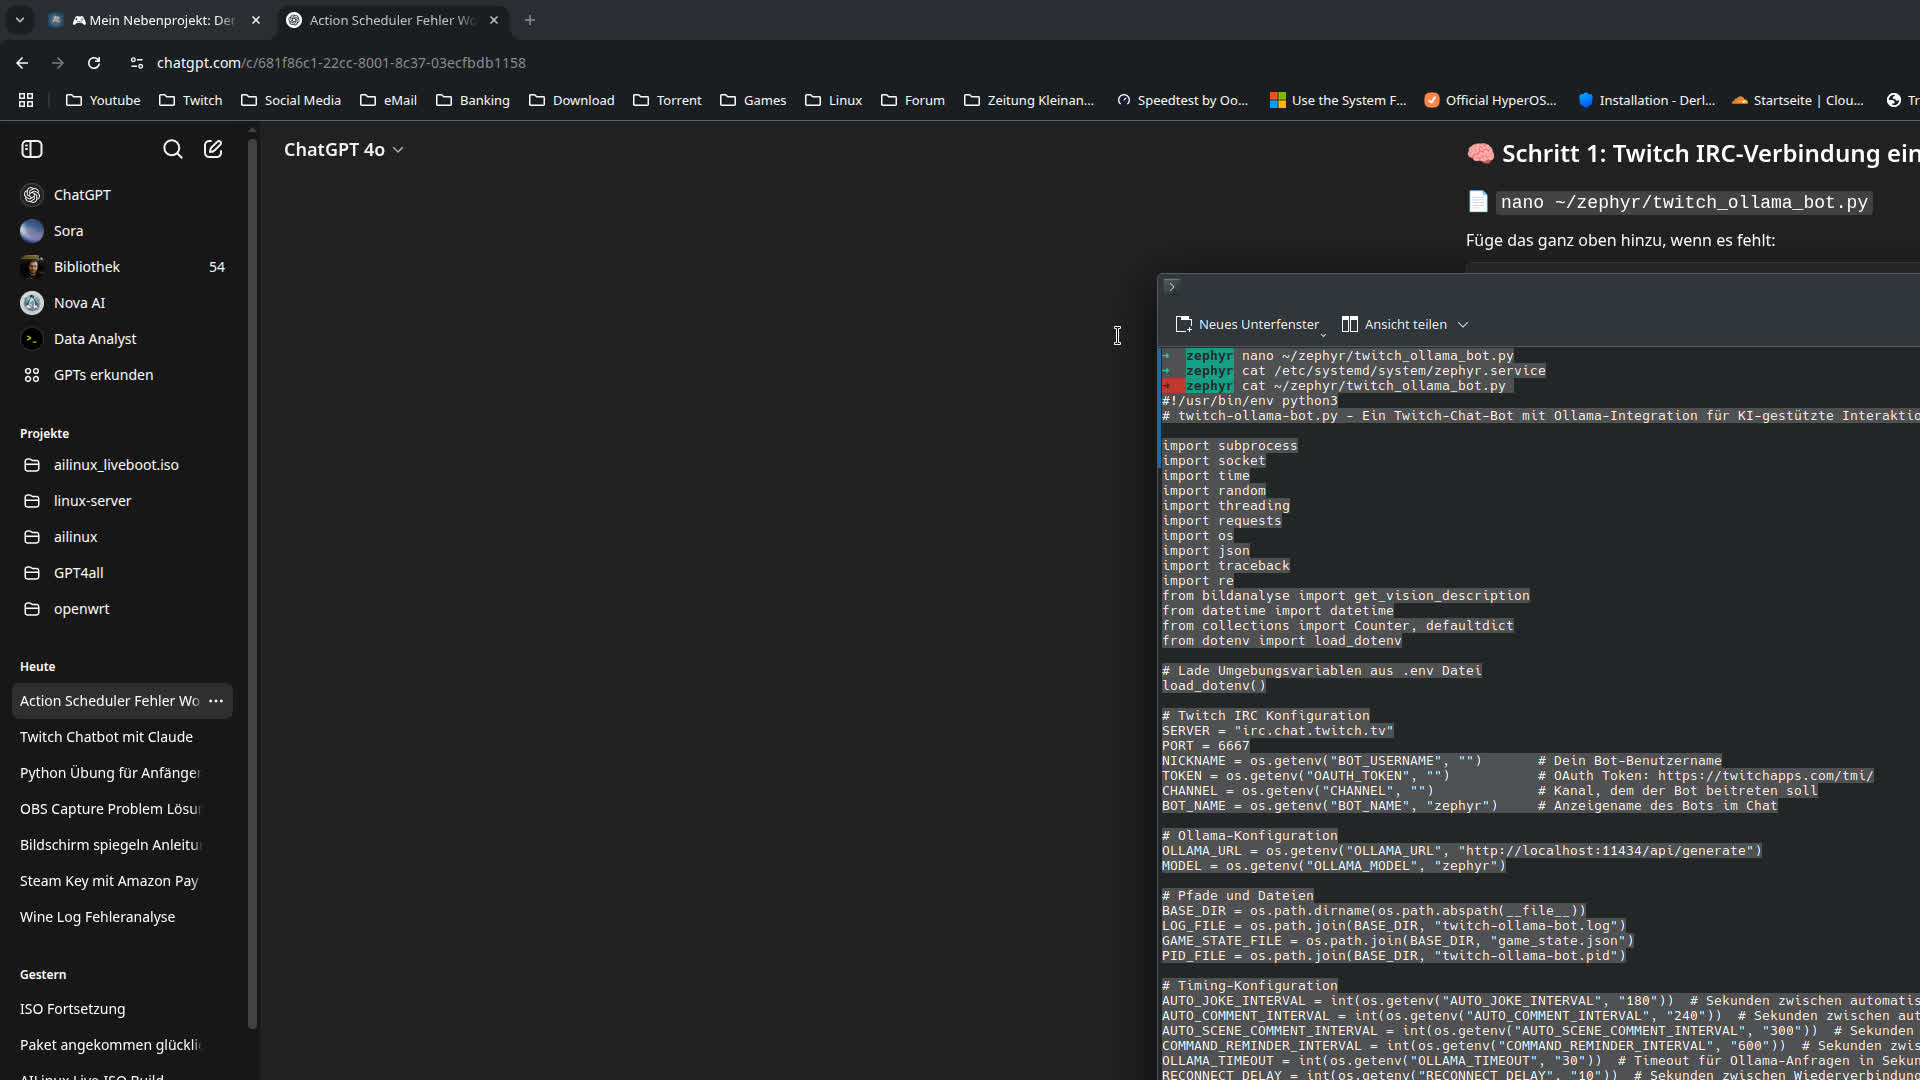 Mein Nebenprojekt: De
Action Scheduler Fehler Wo
chatgpt.com/c/681f86c1-22cc-8001-8c37-03ecfbdb1158
Youtube
Twitch
Social Media
eMail
Banking
Download
Torrent
Games
Linux
Forum
Zeitung Kleinan...
Speedtest by Oo...
Use the System F...
Official HyperOS...
Installation - Derl...
Startseite | Clou...
Tr
ChatGPT
Sora
Bibliothek 54
Nova AI
Data Analyst
GPTs erkunden
Projekte
ailinux_liveboot.iso
linux-server
ailinux
GPT4all
openwrt
Heute
Action Scheduler Fehler Wo
Twitch Chatbot mit Claude
Python Übung für Anfänger
OBS Capture Problem Lösu
Bildschirm spiegeln Anleitu
Steam Key mit Amazon Pay
Wine Log Fehleranalyse
Gestern
ISO Fortsetzung
Paket angekommen glückli
AILinux Live ISO Build
ChatGPT 4o
Schritt 1: Twitch IRC-Verbindung ein
nano ~/zephyr/twitch_ollama_bot.py
Füge das ganz oben hinzu, wenn es fehlt:
Neues Unterfenster
Ansicht teilen
→ zephyr nano ~/zephyr/twitch_ollama_bot.py
→ zephyr cat /etc/systemd/system/zephyr.service
→ zephyr cat ~/zephyr/twitch_ollama_bot.py
#!/usr/bin/env python3
# twitch-ollama-bot.py - Ein Twitch-Chat-Bot mit Ollama-Integration für KI-gestützte Interaktio
import subprocess
import socket
import time
import random
import threading
import requests
import os
import json
import traceback
import re
from bildanalyse import get_vision_description
from datetime import datetime
from collections import Counter, defaultdict
from dotenv import load_dotenv
# Lade Umgebungsvariablen aus .env Datei
load_dotenv()
# Twitch IRC Konfiguration
SERVER = "irc.chat.twitch.tv"
PORT = 6667
NICKNAME = os.getenv("BOT_USERNAME", "") # Dein Bot-Benutzername
TOKEN = os.getenv("OAUTH_TOKEN", "") # OAuth Token: https://twitchapps.com/tmi/
CHANNEL = os.getenv("CHANNEL", "") # Kanal, dem der Bot beitreten soll
BOT_NAME = os.getenv("BOT_NAME", "zephyr") # Anzeigename des Bots im Chat
# Ollama-Konfiguration
OLLAMA_URL = os.getenv("OLLAMA_URL", "http://localhost:11434/api/generate")
MODEL = os.getenv("OLLAMA_MODEL", "zephyr")
# Pfade und Dateien
BASE_DIR = os.path.dirname(os.path.abspath(__file__))
LOG_FILE = os.path.join(BASE_DIR, "twitch-ollama-bot.log")
GAME_STATE_FILE = os.path.join(BASE_DIR, "game_state.json")
PID_FILE = os.path.join(BASE_DIR, "twitch-ollama-bot.pid")
# Timing-Konfiguration
AUTO_JOKE_INTERVAL = int(os.getenv("AUTO_JOKE_INTERVAL", "180")) # Sekunden zwischen automatis
AUTO_COMMENT_INTERVAL = int(os.getenv("AUTO_COMMENT_INTERVAL", "240")) # Sekunden zwischen aut
AUTO_SCENE_COMMENT_INTERVAL = int(os.getenv("AUTO_SCENE_COMMENT_INTERVAL", "300")) # Sekunden
COMMAND_REMINDER_INTERVAL = int(os.getenv("COMMAND_REMINDER_INTERVAL", "600")) # Sekunden zwis
OLLAMA_TIMEOUT = int(os.getenv("OLLAMA_TIMEOUT", "30")) # Timeout für Ollama-Anfragen in Sekun
RECONNECT_DELAY = int(os.getenv("RECONNECT_DELAY", "10")) # Sekunden zwischen Wiederverbindung